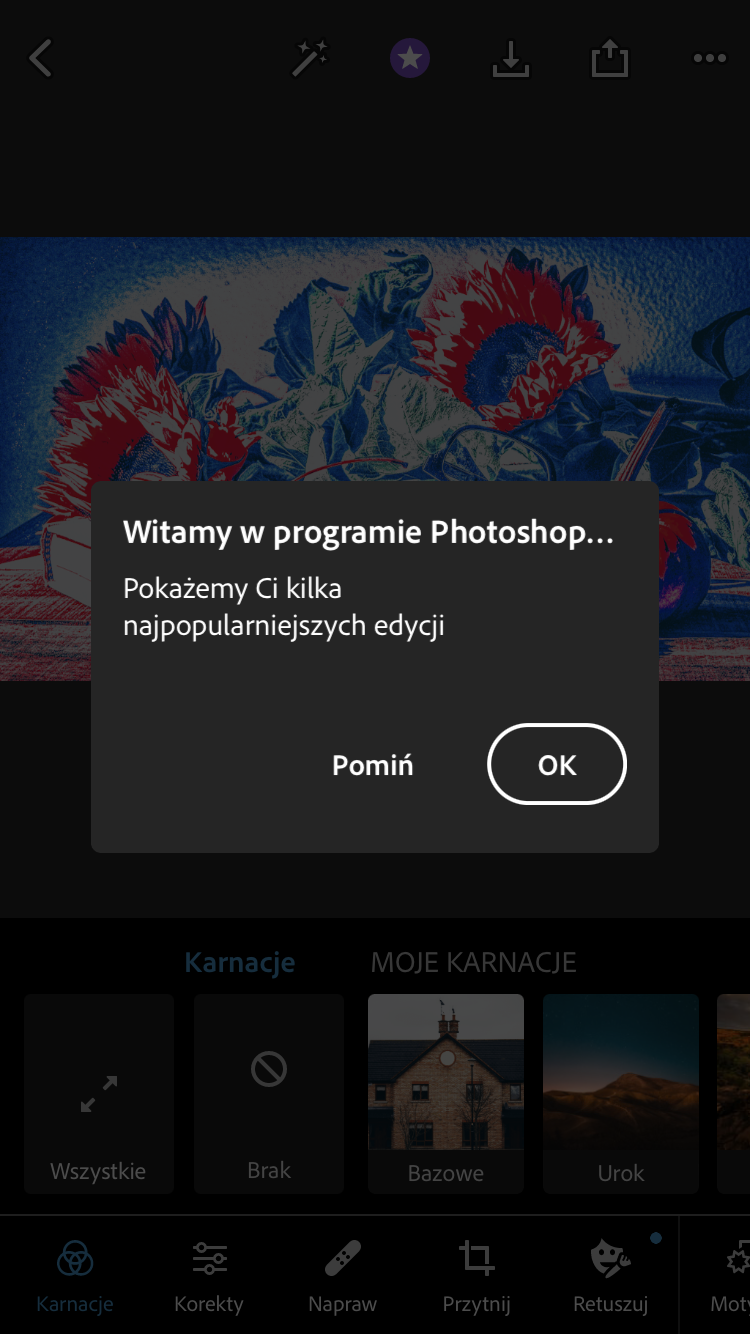 Witamy w programie Photoshop...
Pokażemy Ci kilka
najpopularniejszych edycji
Pomiń
OK
Karnacje
MOJE KARNACJE
Wszystkie
Brak
Bazowe
Urok
Karnacje
Korekty
Napraw
Przytnij
Retuszuj